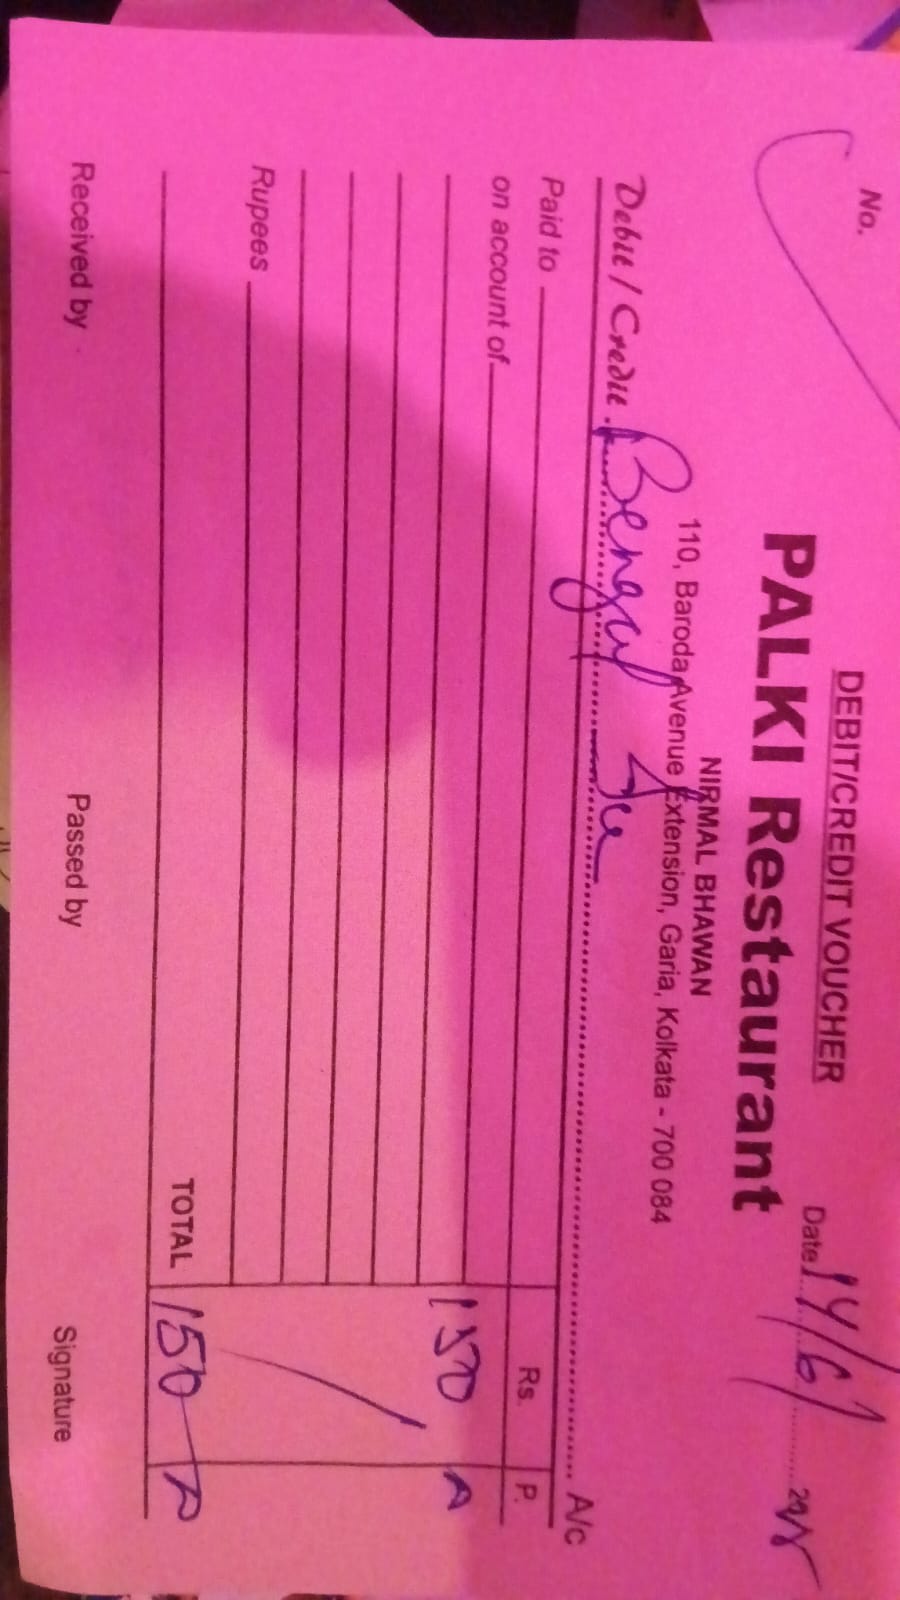 DEBIT/CREDIT VOUCHER
No.
PALKI Restaurant
Date 14/6/
NIRMAL BHAWAN
110, Baroda Avenue Extension, Garia, Kolkata - 700 084
Debit / Credit Bengal Ice A/c
Paid to Rs. P.
on account of
150
Rupees
TOTAL 150
Received by Passed by Signature